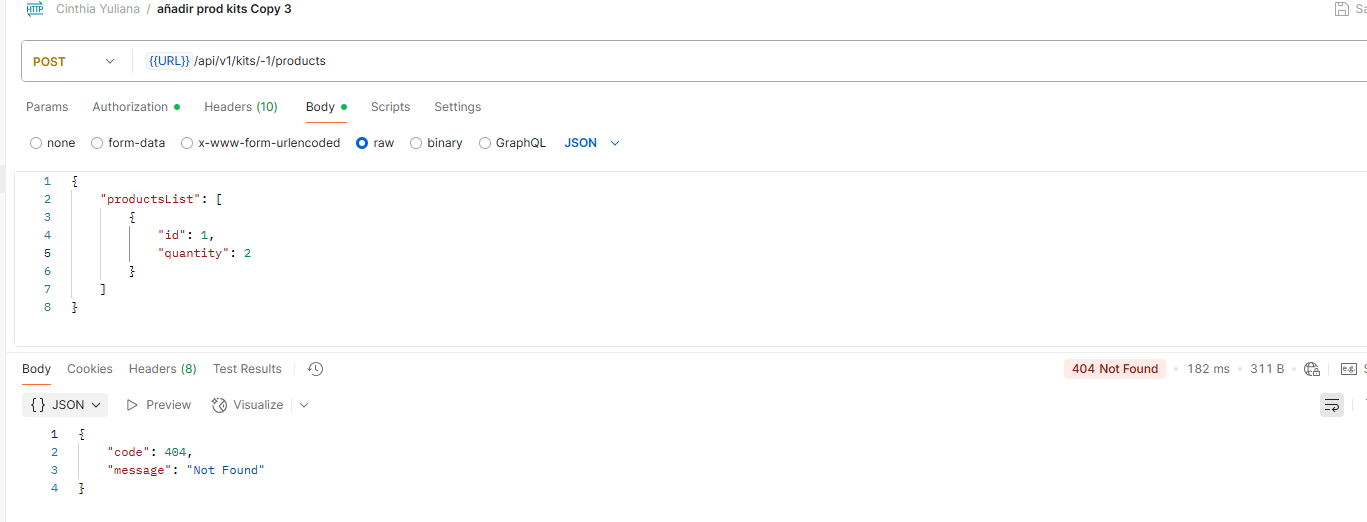 HTTP Cinthia Yuliana / añadir prod kits Copy 3
POST {{URL}} /api/v1/kits/-1/products
Params Authorization Headers (10) Body Scripts Settings
none form-data x-www-form-urlencoded raw binary GraphQL JSON
1 {
2 "productsList": [
3 {
4 "id": 1,
5 "quantity": 2
6 }
7 ]
8 }
Body Cookies Headers (8) Test Results 404 Not Found 182 ms 311 B e.g.
{} JSON Preview Visualize
1 {
2 "code": 404,
3 "message": "Not Found"
4 }